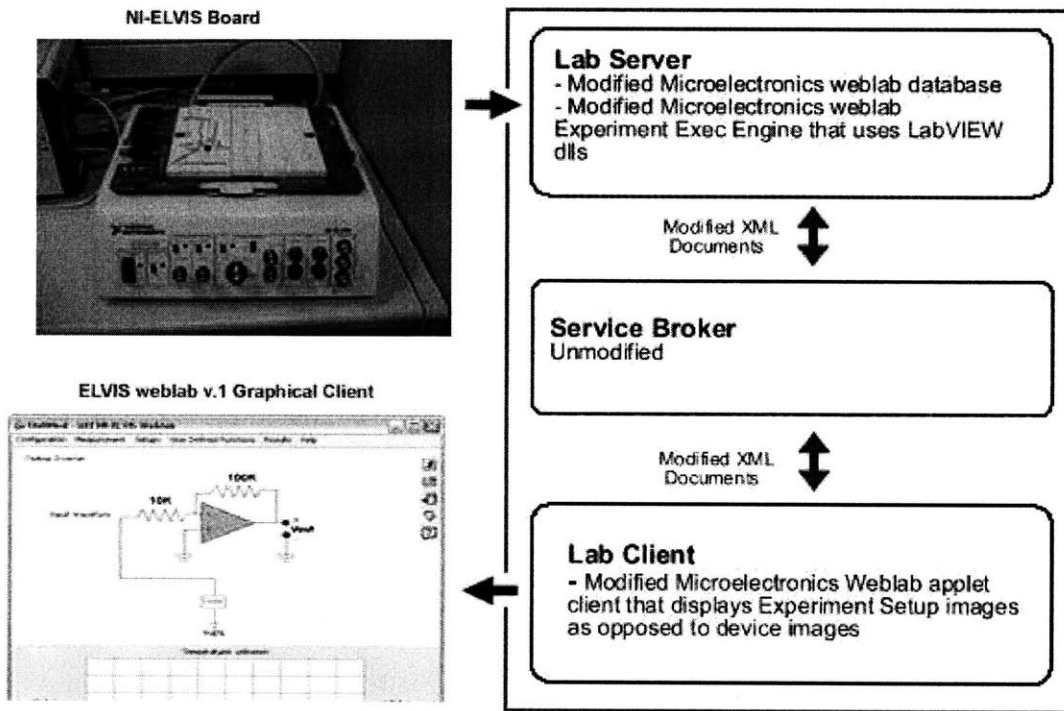 NI-ELVIS Board
Lab Server
- Modified Microelectronics weblab database
- Modified Microelectronics weblab
Experiment Exec Engine that uses LabVIEW
dlls
Modified XML
Documents
Service Broker
Unmodified
ELVIS weblab v.1 Graphical Client
Configuration Measurement Setups User Defined Functions Results Help
100K
10K
Input Waveform
Vout
Modified XML
Documents
Lab Client
- Modified Microelectronics Weblab applet
client that displays Experiment Setup images
as opposed to device images